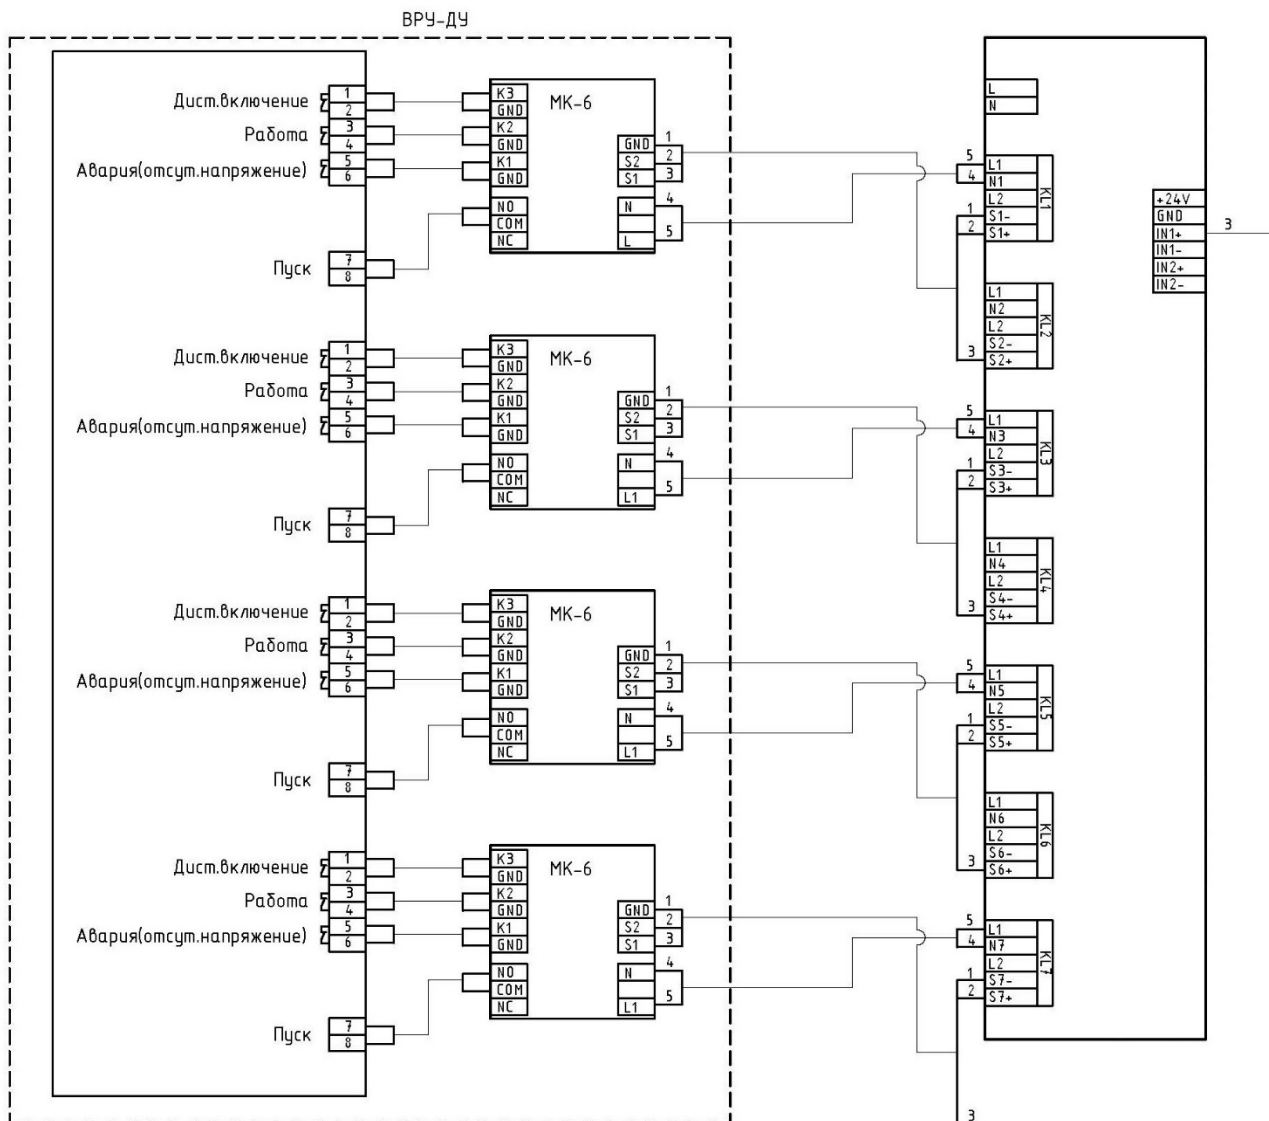 ВРУ-ДУ
Дист.включение
1
2
Работа
3
4
Авария(отсут.напряжение)
5
6
Пуск
7
8
K3
GND
K2
GND
K1
GND
NO
COM
NC
МК-6
GND
S2
S1
N
L
1
2
3
4
5
Дист.включение
1
2
Работа
3
4
Авария(отсут.напряжение)
5
6
Пуск
7
8
K3
GND
K2
GND
K1
GND
NO
COM
NC
МК-6
GND
S2
S1
N
L1
1
2
3
4
5
Дист.включение
1
2
Работа
3
4
Авария(отсут.напряжение)
5
6
Пуск
7
8
K3
GND
K2
GND
K1
GND
NO
COM
NC
МК-6
GND
S2
S1
N
L1
1
2
3
4
5
Дист.включение
1
2
Работа
3
4
Авария(отсут.напряжение)
5
6
Пуск
7
8
K3
GND
K2
GND
K1
GND
NO
COM
NC
МК-6
GND
S2
S1
N
L1
1
2
3
4
5
L
N
5
4
1
2
L1
N1
L2
S1-
S1+
KL1
3
L1
N2
L2
S2-
S2+
KL2
5
4
1
2
L1
N3
L2
S3-
S3+
KL3
3
L1
N4
L2
S4-
S4+
KL4
5
4
1
2
L1
N5
L2
S5-
S5+
KL5
3
L1
N6
L2
S6-
S6+
KL6
5
4
1
2
L1
N7
L2
S7-
S7+
KL7
3
+24V
GND
IN1+
IN1-
IN2+
IN2-
3